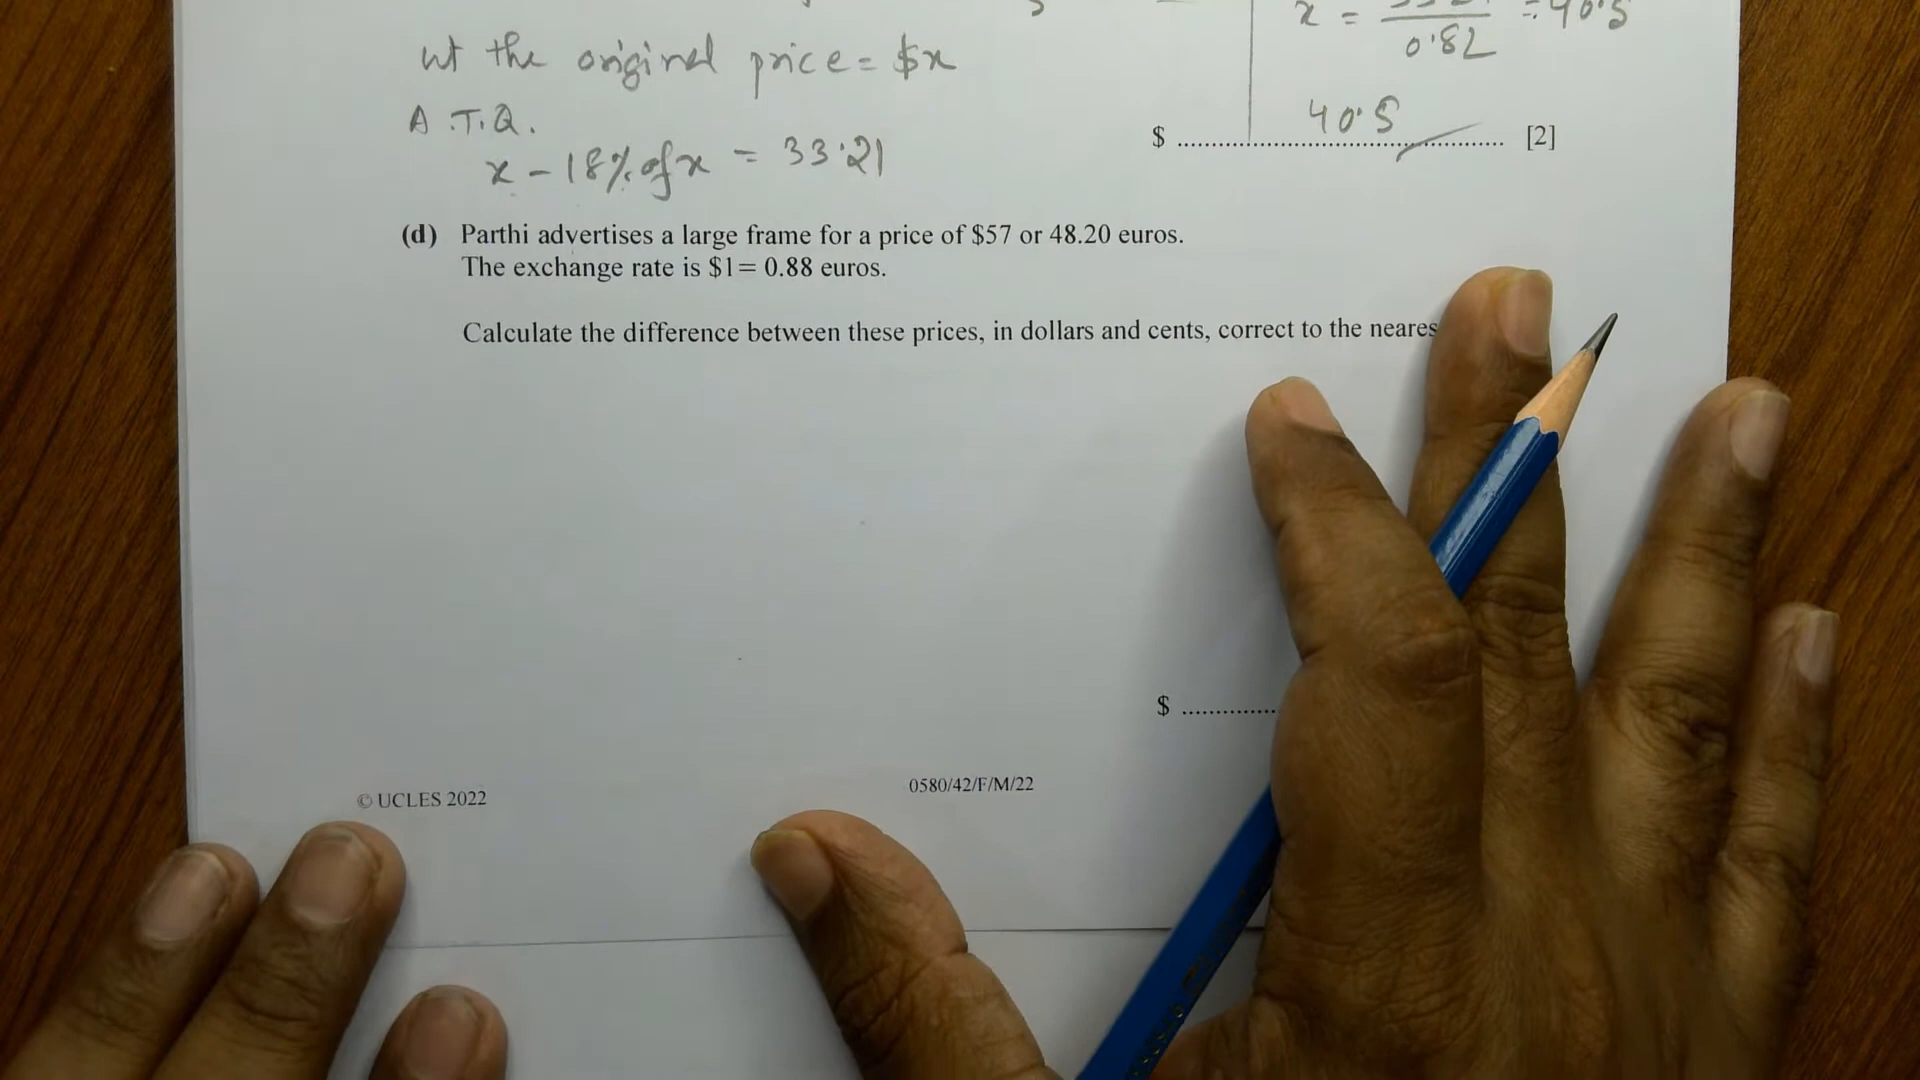 x = 0.82 = 40.5
ut the original price = $x
A.T.Q.
$ .......... 40.5 .......... [2]
x - 18% of x = 33.21
(d) Parthi advertises a large frame for a price of $57 or 48.20 euros.
The exchange rate is $1 = 0.88 euros.
Calculate the difference between these prices, in dollars and cents, correct to the neares
$ ..............
© UCLES 2022
0580/42/F/M/22